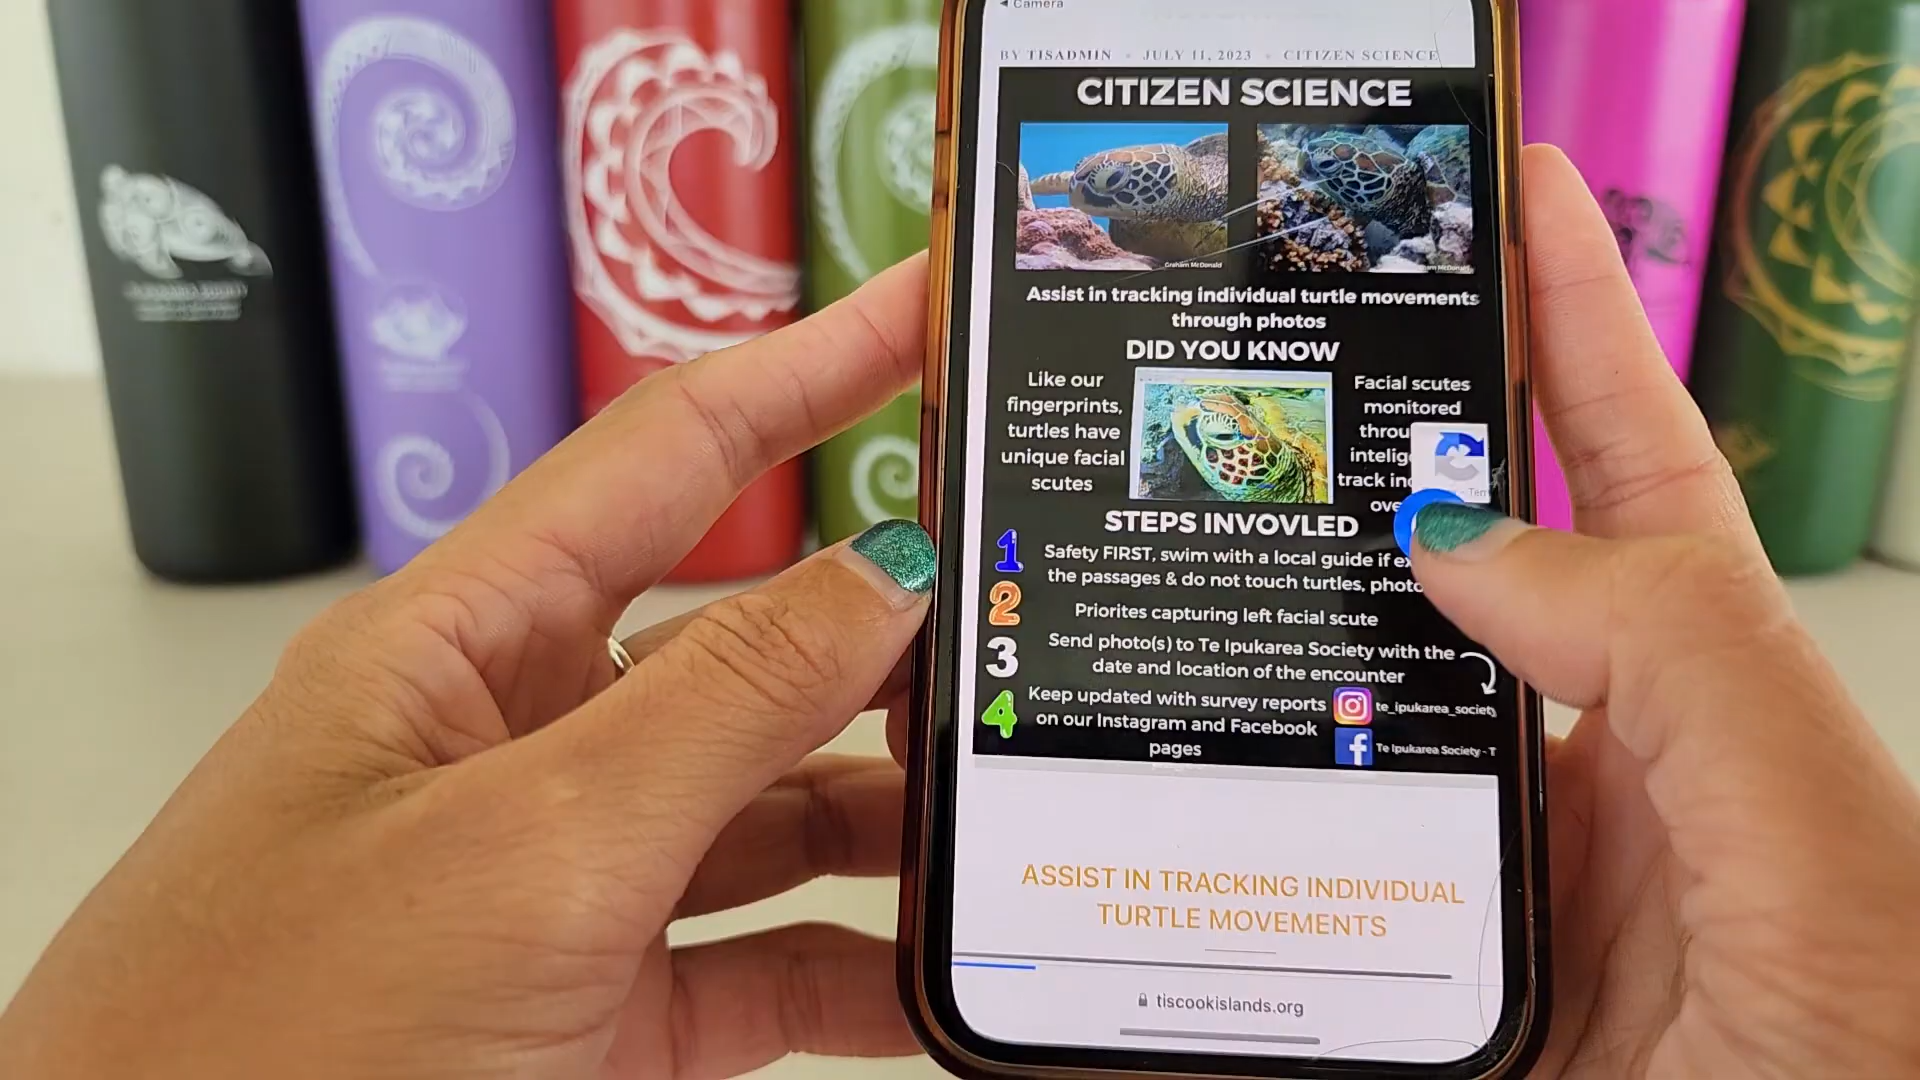 ◂ Camera
BY TISADMIN • JULY 11, 2023 • CITIZEN SCIENCE
CITIZEN SCIENCE
Graham McDonald
McDonald
Assist in tracking individual turtle movements
through photos
DID YOU KNOW
Like our
fingerprints,
turtles have
unique facial
scutes
Facial scutes
monitored
STEPS INVOVLED
1 Safety FIRST, swim with a local guide if
the passages & do not touch turtles,
2 Priorites capturing left facial scute
3 Send photo(s) to Te Ipukarea Society with the
date and location of the encounter
4 Keep updated with survey reports
on our Instagram and Facebook
pages
te_ipukarea_society
Te Ipukarea Society - T
ASSIST IN TRACKING INDIVIDUAL
TURTLE MOVEMENTS
tiscookislands.org